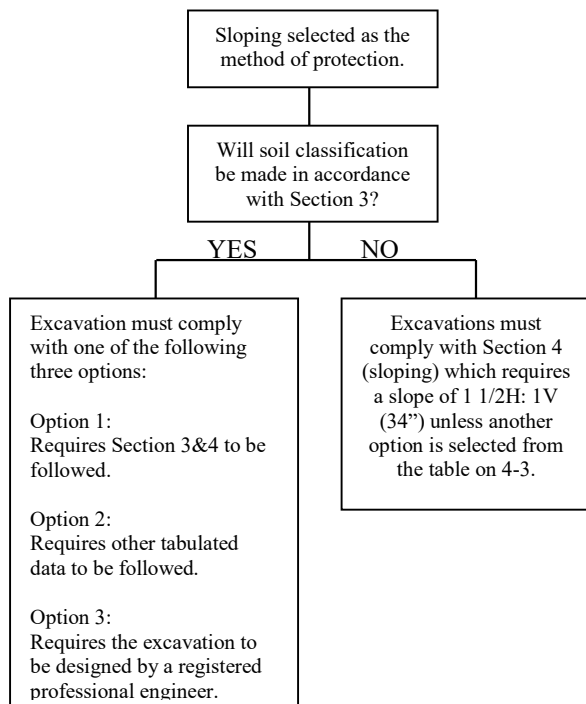 Sloping selected as the
method of protection.
Will soil classification
be made in accordance
with Section 3?
YES
NO
Excavation must comply
with one of the following
three options:
Option 1:
Requires Section 3&4 to be
followed.
Option 2:
Requires other tabulated
data to be followed.
Option 3:
Requires the excavation to
be designed by a registered
professional engineer.
Excavations must
comply with Section 4
(sloping) which requires
a slope of 1 1/2H: 1V
(34”) unless another
option is selected from
the table on 4-3.